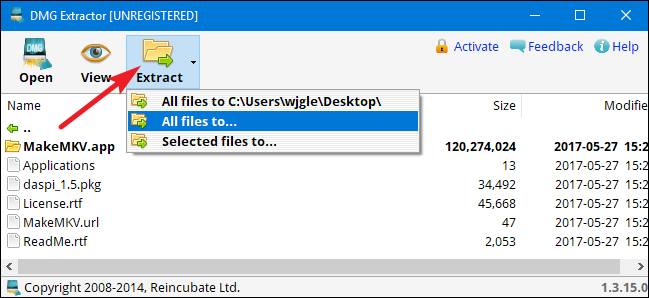 DMG Extractor [UNREGISTERED]
DMG
Open View Extract Activate Feedback Help
Name Size Modifie
All files to C:\Users\wjgle\Desktop\
All files to...
Selected files to...
..
MakeMKV.app 120,274,024 2017-05-27 15:2
Applications 13 2017-05-27 15:2
daspi_1.5.pkg 34,492 2017-05-27 15:2
License.rtf 45,668 2017-05-27 15:2
MakeMKV.url 47 2017-05-27 15:2
ReadMe.rtf 2,053 2017-05-27 15:2
Copyright 2008-2014, Reincubate Ltd. 1.3.15.0